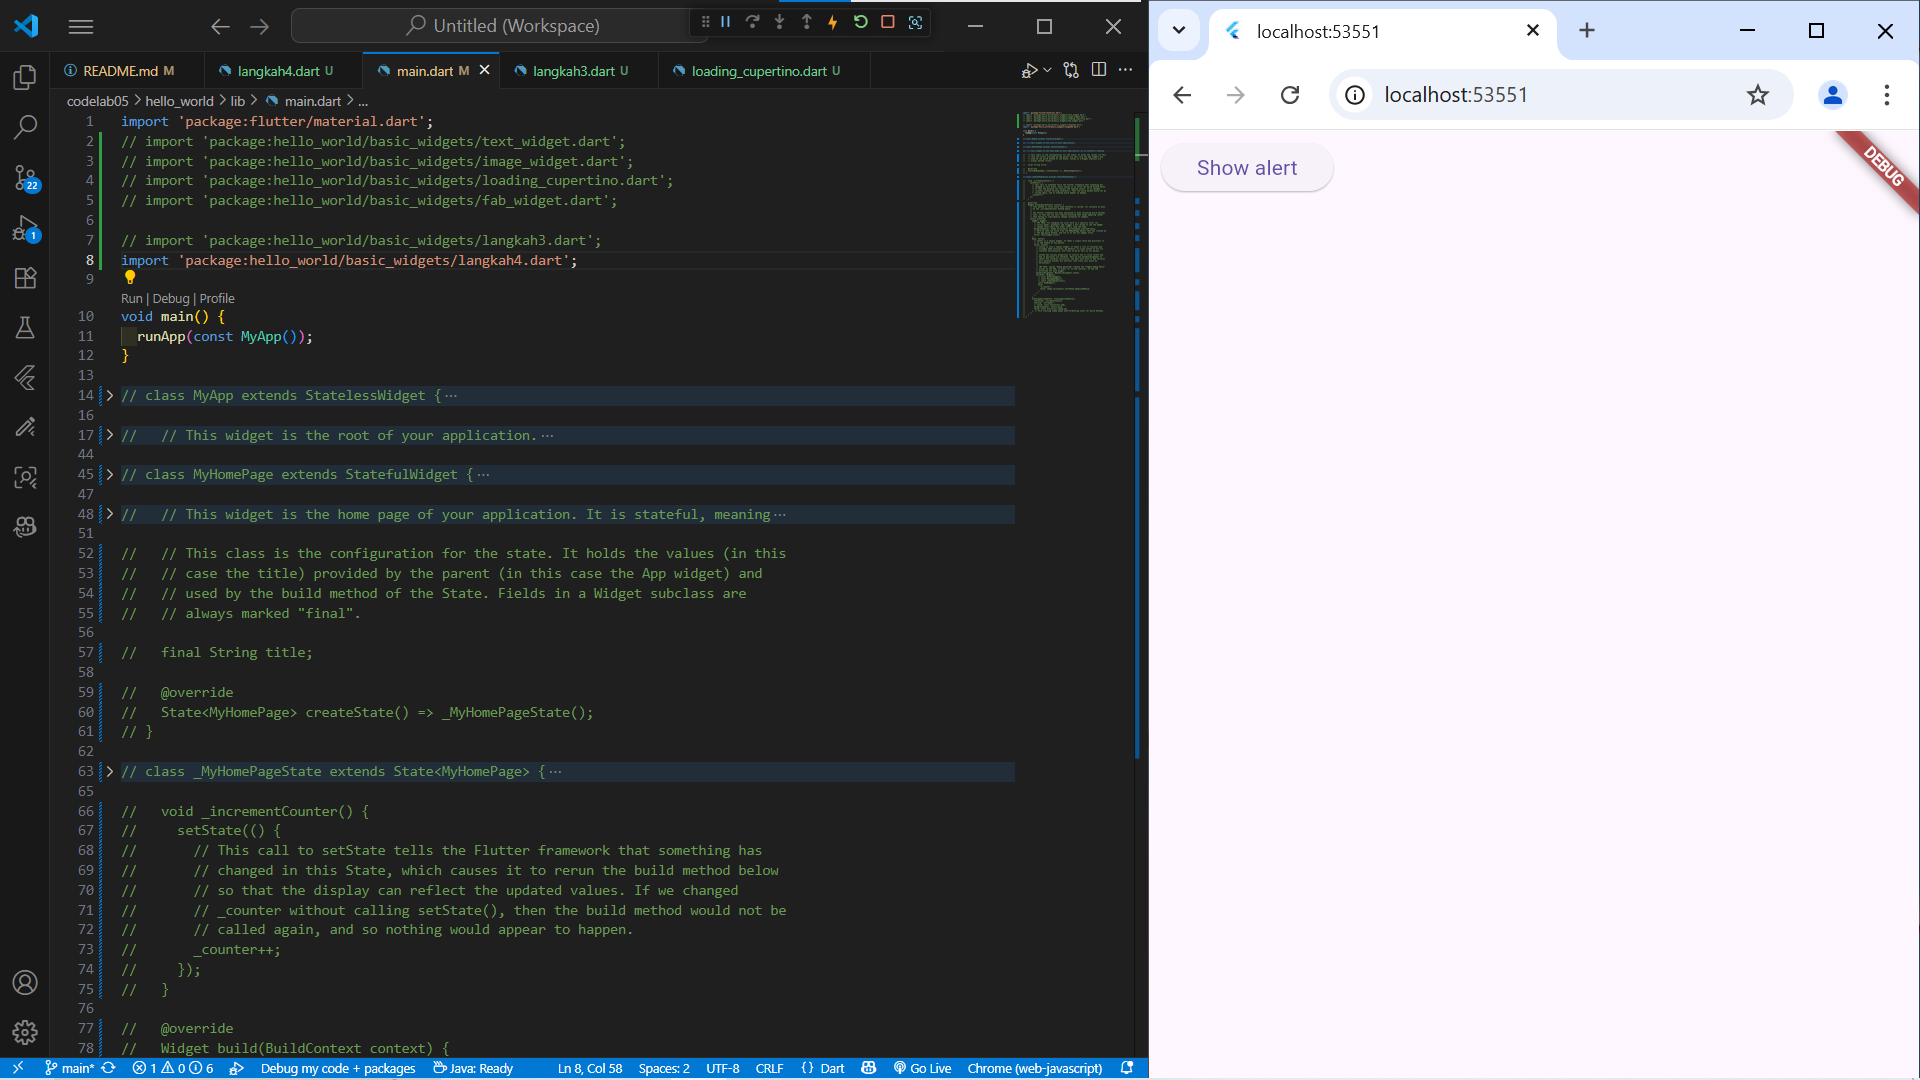 Untitled (Workspace)
README.md M
langkah4.dart U
main.dart M
langkah3.dart U
loading_cupertino.dart U
codelab05 > hello_world > lib > main.dart > ...
1 import 'package:flutter/material.dart';
2 // import 'package:hello_world/basic_widgets/text_widget.dart';
3 // import 'package:hello_world/basic_widgets/image_widget.dart';
4 // import 'package:hello_world/basic_widgets/loading_cupertino.dart';
5 // import 'package:hello_world/basic_widgets/fab_widget.dart';
6
7 // import 'package:hello_world/basic_widgets/langkah3.dart';
8 import 'package:hello_world/basic_widgets/langkah4.dart';
9
Run | Debug | Profile
10 void main() {
11   runApp(const MyApp());
12 }
13
14 // class MyApp extends StatelessWidget { ...
16
17 //   // This widget is the root of your application. ...
44
45 // class MyHomePage extends StatefulWidget { ...
47
48 //   // This widget is the home page of your application. It is stateful, meaning ...
51
52 //   // This class is the configuration for the state. It holds the values (in this
53 //   // case the title) provided by the parent (in this case the App widget) and
54 //   // used by the build method of the State. Fields in a Widget subclass are
55 //   // always marked "final".
56
57 //   final String title;
58
59 //   @override
60 //   State<MyHomePage> createState() => _MyHomePageState();
61 // }
62
63 // class _MyHomePageState extends State<MyHomePage> { ...
65
66 //   void _incrementCounter() {
67 //     setState(() {
68 //       // This call to setState tells the Flutter framework that something has
69 //       // changed in this State, which causes it to rerun the build method below
70 //       // so that the display can reflect the updated values. If we changed
71 //       // _counter without calling setState(), then the build method would not be
72 //       // called again, and so nothing would appear to happen.
73 //       _counter++;
74 //     });
75 //   }
76
77 //   @override
78 //   Widget build(BuildContext context) {
22
1
main* 1 0 6 Debug my code + packages Java: Ready Ln 8, Col 58 Spaces: 2 UTF-8 CRLF {} Dart Go Live Chrome (web-javascript)
localhost:53551
localhost:53551
Show alert
DEBUG